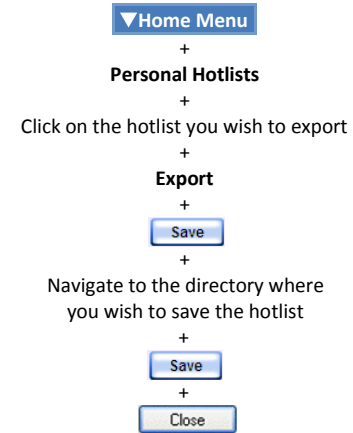 ▼Home Menu
+
Personal Hotlists
+
Click on the hotlist you wish to export
+
Export
+
Save
+
Navigate to the directory where
you wish to save the hotlist
+
Save
+
Close